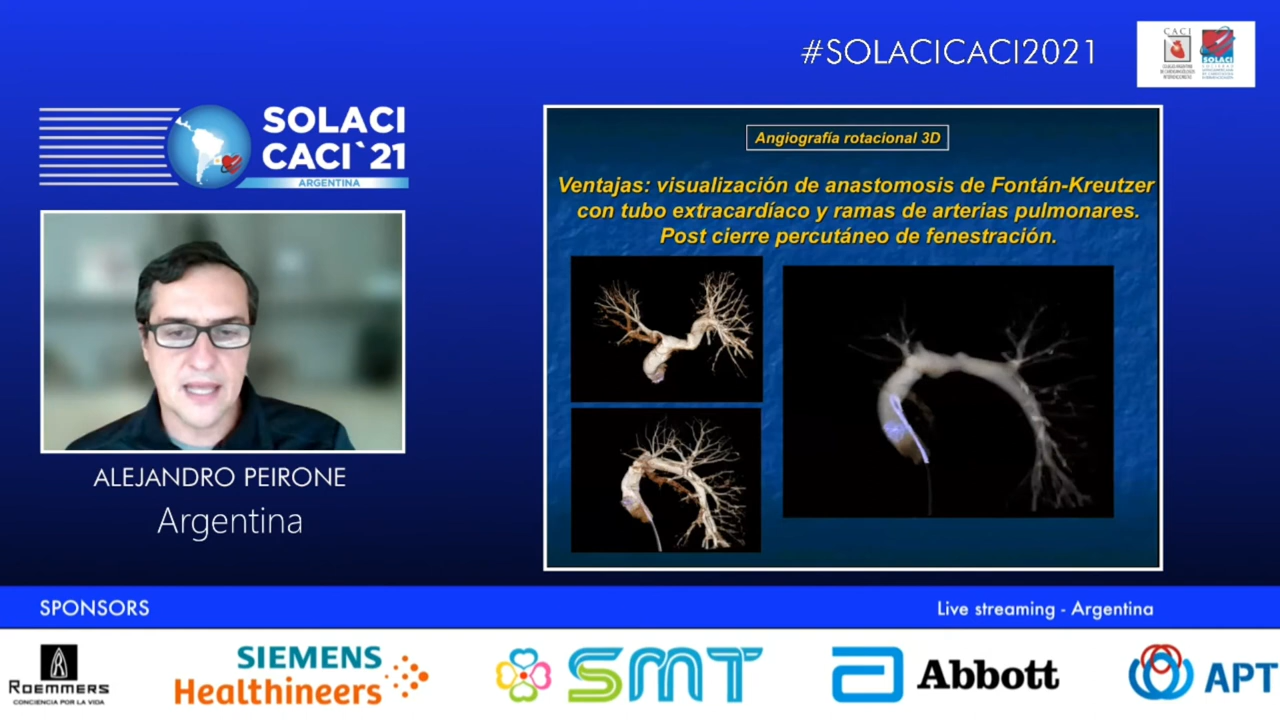 #SOLACICACI2021
CACI
SOLACI
SOLACI
CACI`21
ARGENTINA
Angiografía rotacional 3D
Ventajas: visualización de anastomosis de Fontán-Kreutzer
con tubo extracardíaco y ramas de arterias pulmonares.
Post cierre percutáneo de fenestración.
ALEJANDRO PEIRONE
Argentina
SPONSORS
Live streaming - Argentina
ROEMMERS
CONCIENCIA POR LA VIDA
SIEMENS
Healthineers
SMT
Abbott
APT